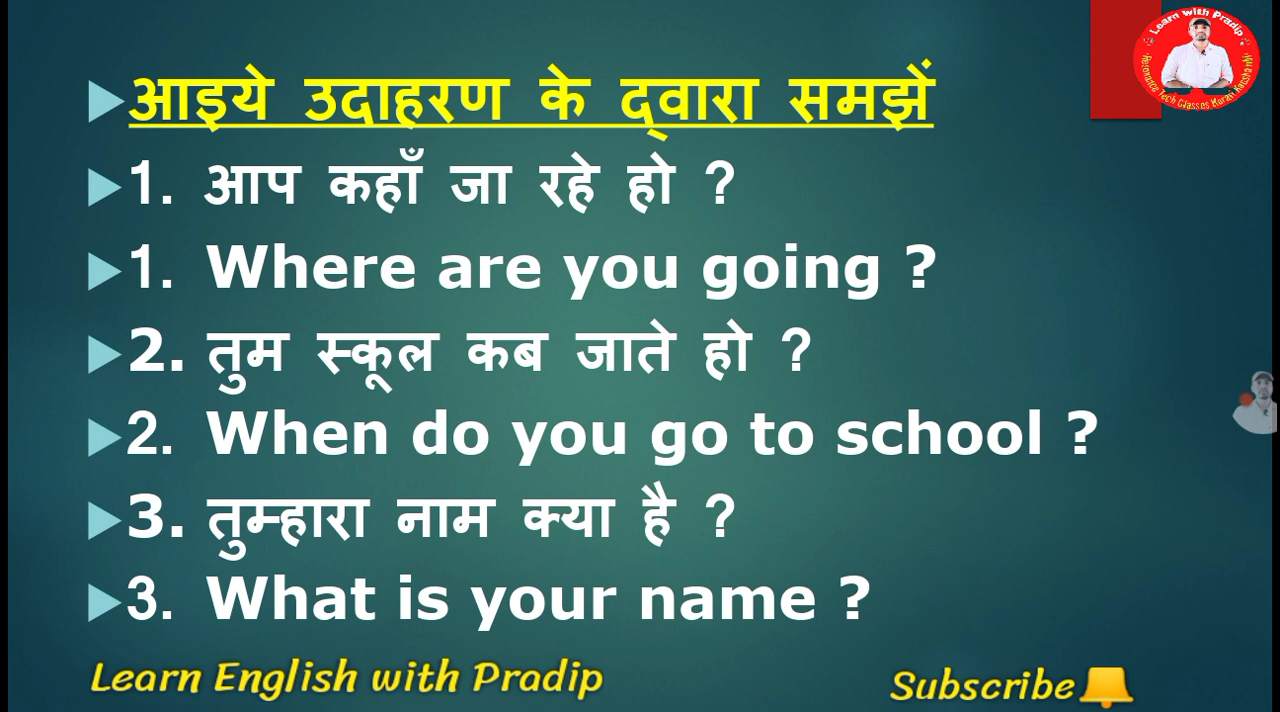 Learn with Pradip
आइये उदाहरण के द्वारा समझें
1. आप कहाँ जा रहे हो ?
1. Where are you going ?
2. तुम स्कूल कब जाते हो ?
2. When do you go to school ?
3. तुम्हारा नाम क्या है ?
3. What is your name ?
Learn English with Pradip
Subscribe